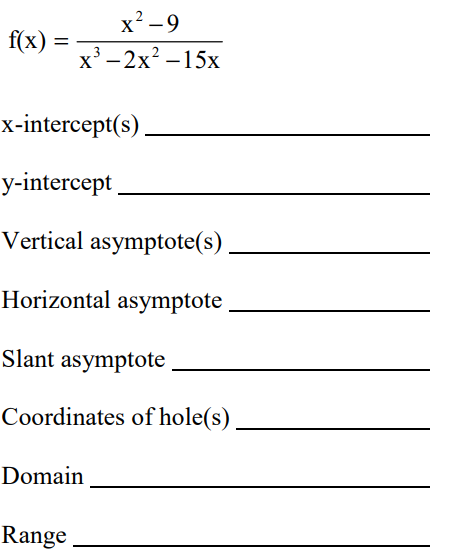 f(x) = x² – 9 / x³ – 2x² – 15x
x-intercept(s)
y-intercept
Vertical asymptote(s)
Horizontal asymptote
Slant asymptote
Coordinates of hole(s)
Domain
Range